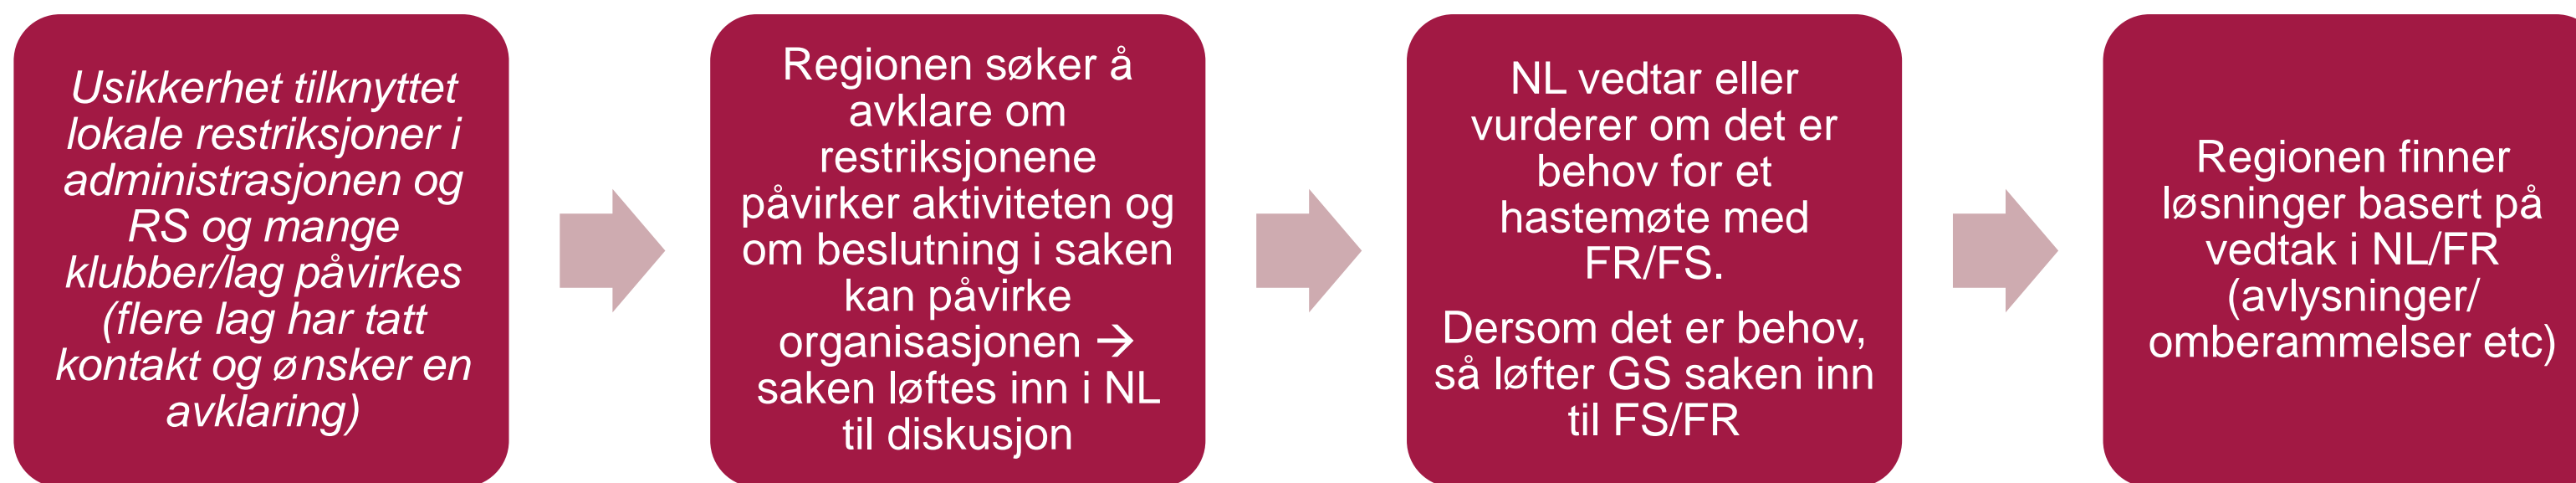 Usikkerhet tilknyttet
lokale restriksjoner i
administrasjonen og
RS og mange
klubber/lag påvirkes
(flere lag har tatt
kontakt og ønsker en
avklaring)
Regionen søker å
avklare om
restriksjonene
påvirker aktiviteten og
om beslutning i saken
kan påvirke
organisasjonen →
saken løftes inn i NL
til diskusjon
NL vedtar eller
vurderer om det er
behov for et
hastemøte med
FR/FS.
Dersom det er behov,
så løfter GS saken inn
til FS/FR
Regionen finner
løsninger basert på
vedtak i NL/FR
(avlysninger/
omberammelser etc)